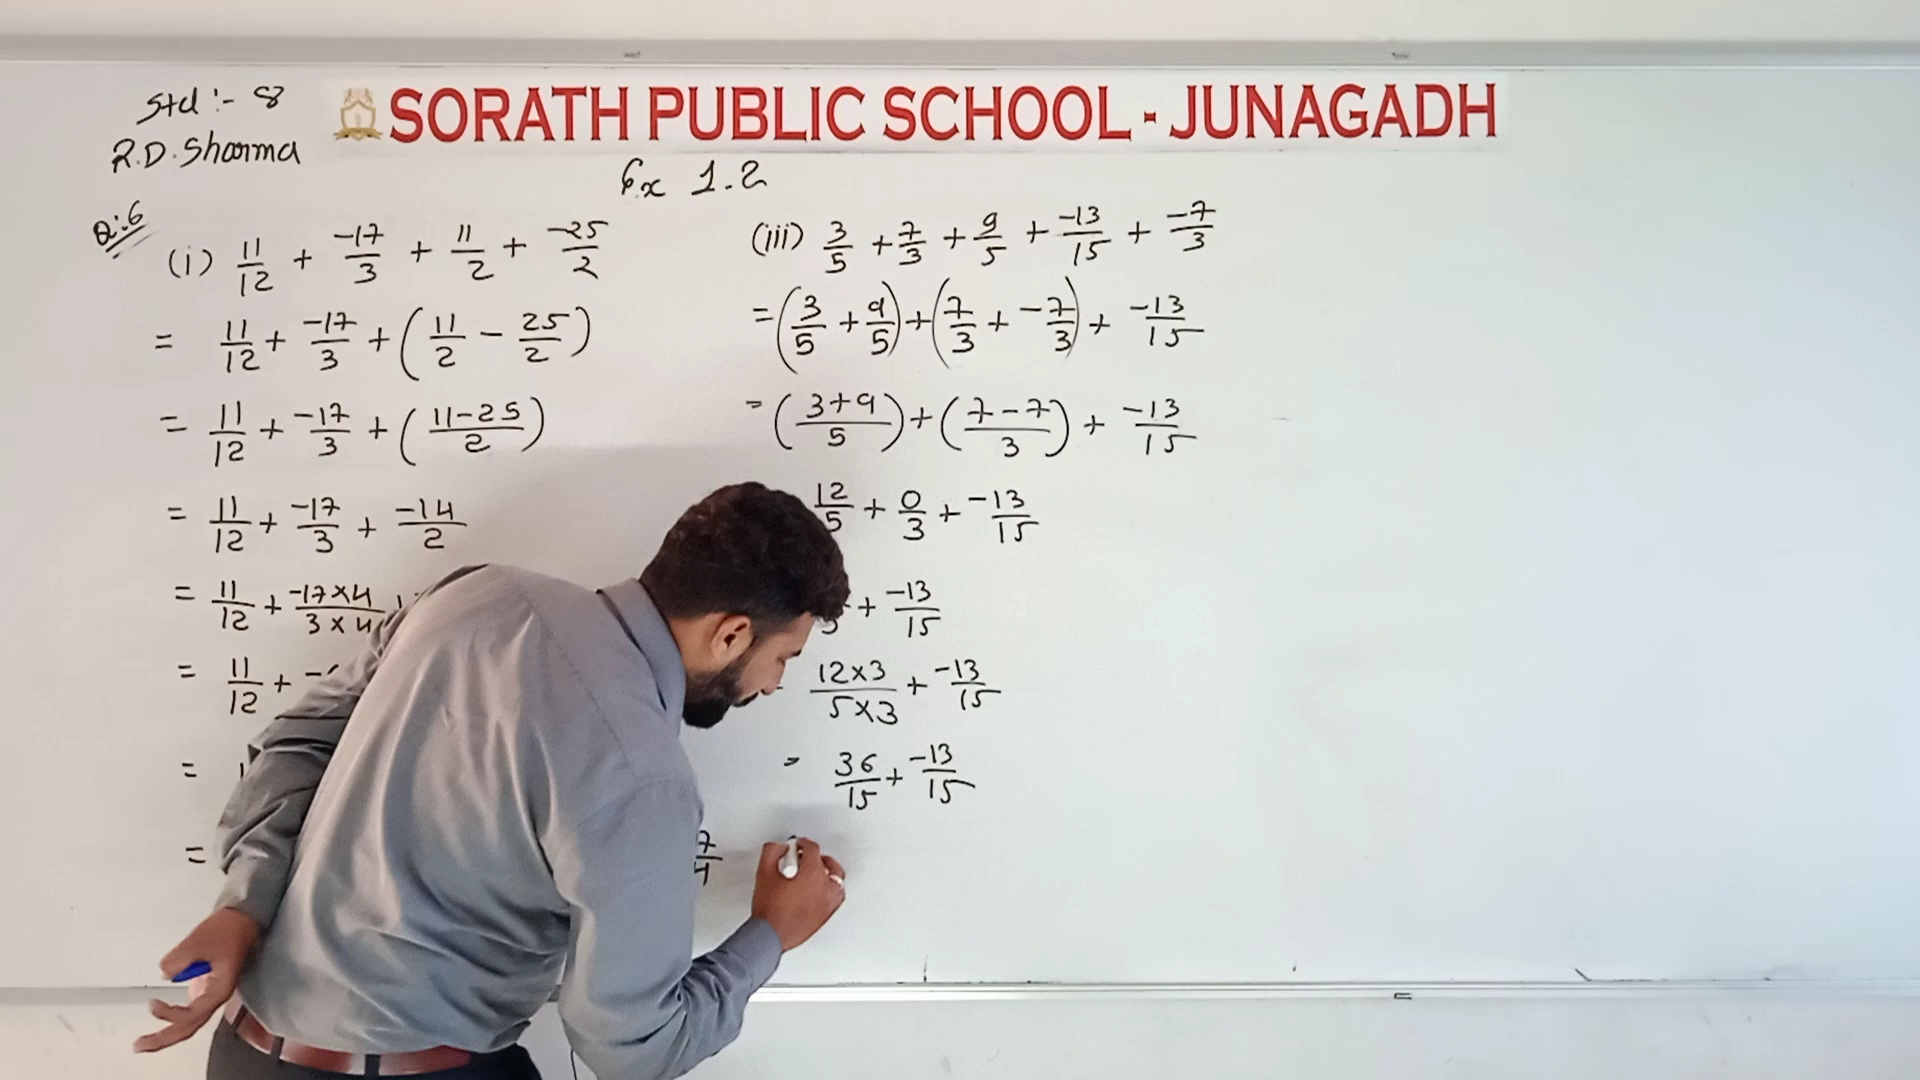 Std :- 8
SORATH PUBLIC SCHOOL - JUNAGADH
R.D. Sharma
Ex 1.2
Q:6
(i) 11/12 + -17/3 + 11/2 + -25/2
= 11/12 + -17/3 + (11/2 - 25/2)
= 11/12 + -17/3 + (11-25/2)
= 11/12 + -17/3 + -14/2
= 11/12 + -17×4/3×4
= 11/12 + -
=
=
7/4
(iii) 3/5 + 7/3 + 9/5 + -13/15 + -7/3
= (3/5 + 9/5) + (7/3 + -7/3) + -13/15
= (3+9/5) + (7-7/3) + -13/15
12/5 + 0/3 + -13/15
+ -13/15
12×3/5×3 + -13/15
= 36/15 + -13/15